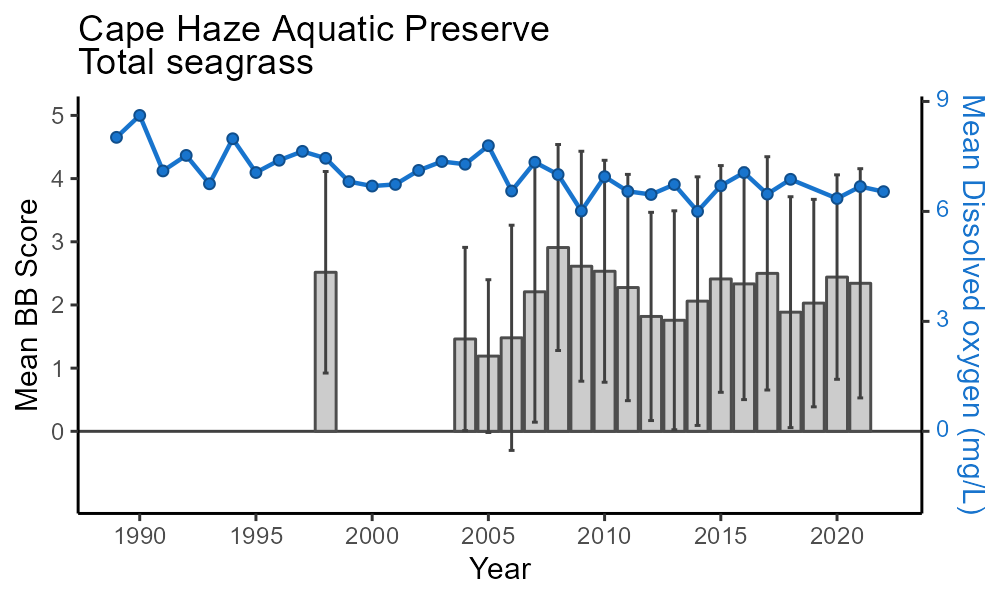 Cape Haze Aquatic Preserve
Total seagrass
Mean BB Score
5
4
3
2
1
0
9
6
3
0
Mean Dissolved oxygen (mg/L)
1990 1995 2000 2005 2010 2015 2020
Year